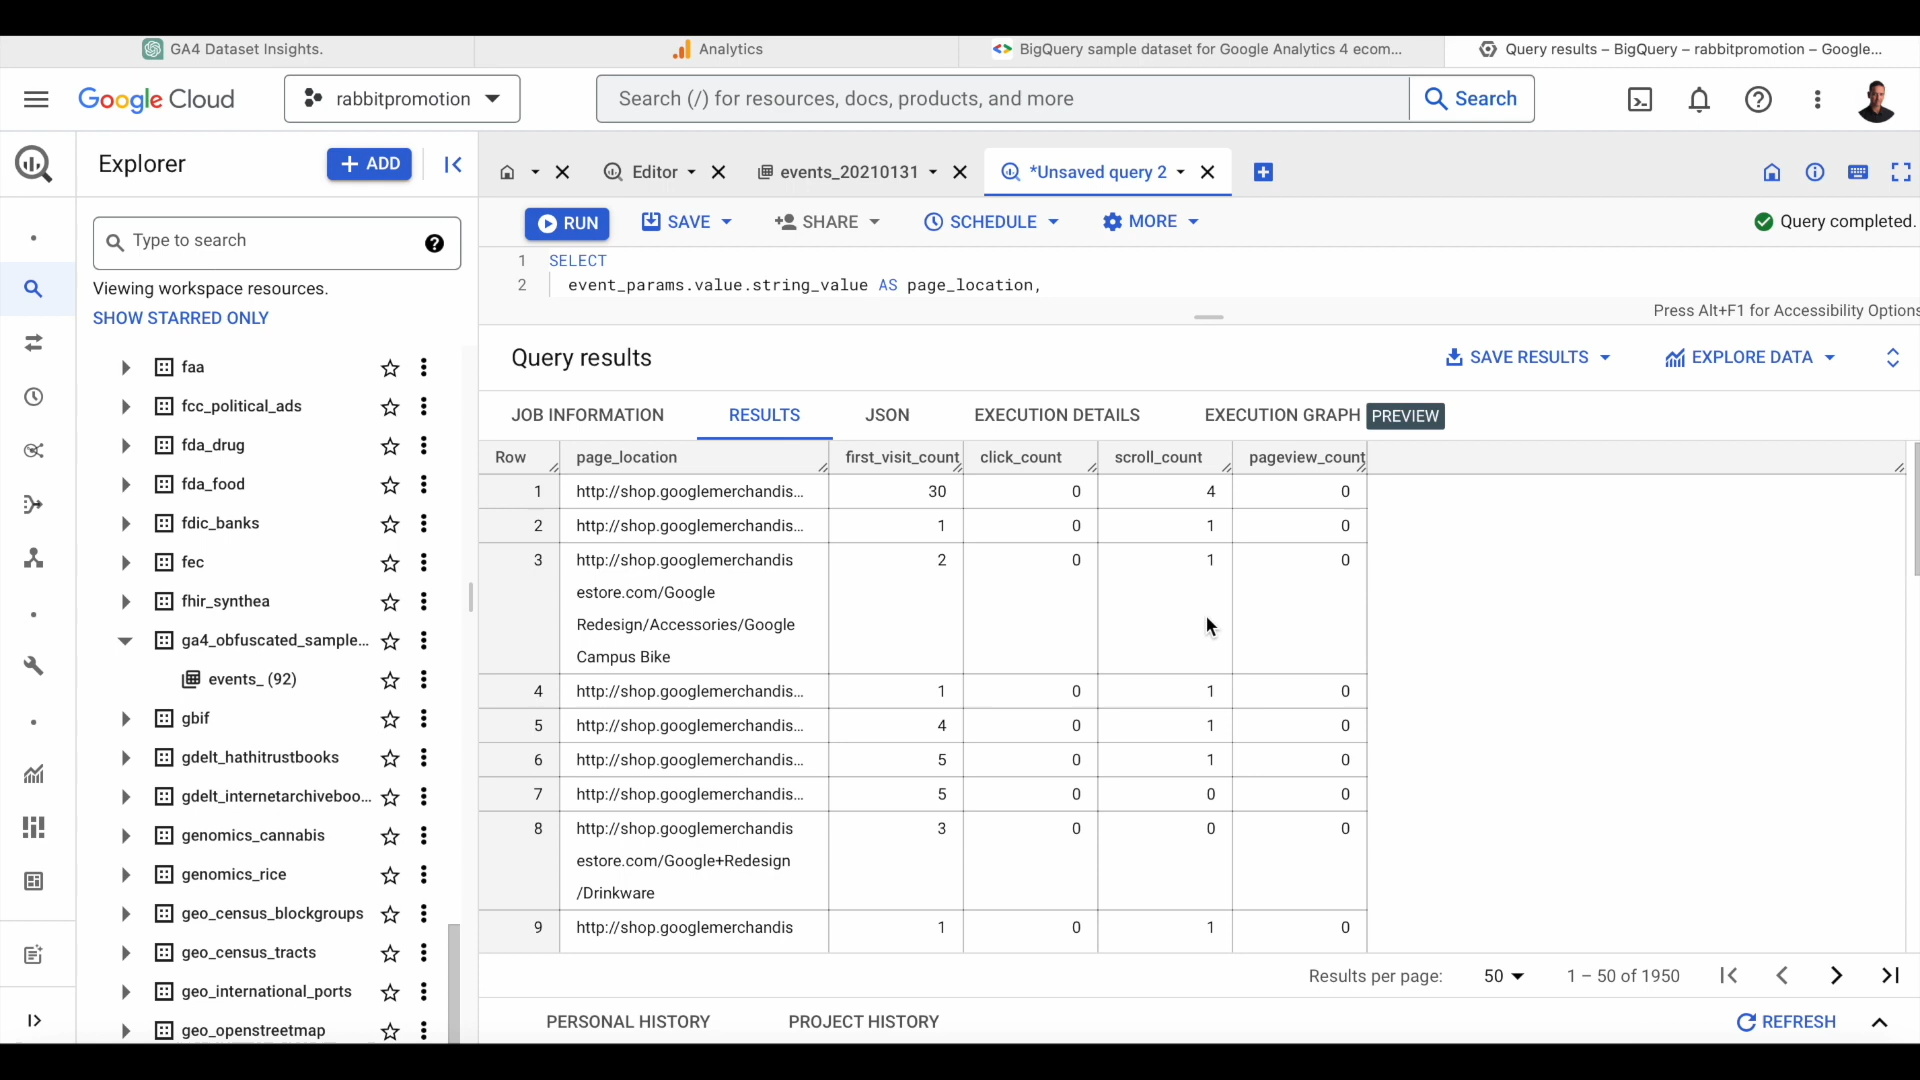 GA4 Dataset Insights.
Analytics
BigQuery sample dataset for Google Analytics 4 ecom...
Query results – BigQuery – rabbitpromotion – Google...
Google Cloud
rabbitpromotion
Search (/) for resources, docs, products, and more
Search
Explorer
+ ADD
Editor
events_20210131
*Unsaved query 2
Type to search
RUN
SAVE
SHARE
SCHEDULE
MORE
Query completed.
Viewing workspace resources.
SHOW STARRED ONLY
1 SELECT
2 event_params.value.string_value AS page_location,
Press Alt+F1 for Accessibility Options
Query results
SAVE RESULTS
EXPLORE DATA
JOB INFORMATION
RESULTS
JSON
EXECUTION DETAILS
EXECUTION GRAPH PREVIEW
faa
fcc_political_ads
fda_drug
fda_food
fdic_banks
fec
fhir_synthea
ga4_obfuscated_sample...
events_ (92)
gbif
gdelt_hathitrustbooks
gdelt_internetarchiveboo...
genomics_cannabis
genomics_rice
geo_census_blockgroups
geo_census_tracts
geo_international_ports
geo_openstreetmap
Row page_location first_visit_count click_count scroll_count pageview_count
1 http://shop.googlemerchandis... 30 0 4 0
2 http://shop.googlemerchandis... 1 0 1 0
3 http://shop.googlemerchandis 2 0 1 0
estore.com/Google
Redesign/Accessories/Google
Campus Bike
4 http://shop.googlemerchandis... 1 0 1 0
5 http://shop.googlemerchandis... 4 0 1 0
6 http://shop.googlemerchandis... 5 0 1 0
7 http://shop.googlemerchandis... 5 0 0 0
8 http://shop.googlemerchandis 3 0 0 0
estore.com/Google+Redesign
/Drinkware
9 http://shop.googlemerchandis 1 0 1 0
Results per page: 50 1 – 50 of 1950
PERSONAL HISTORY
PROJECT HISTORY
REFRESH